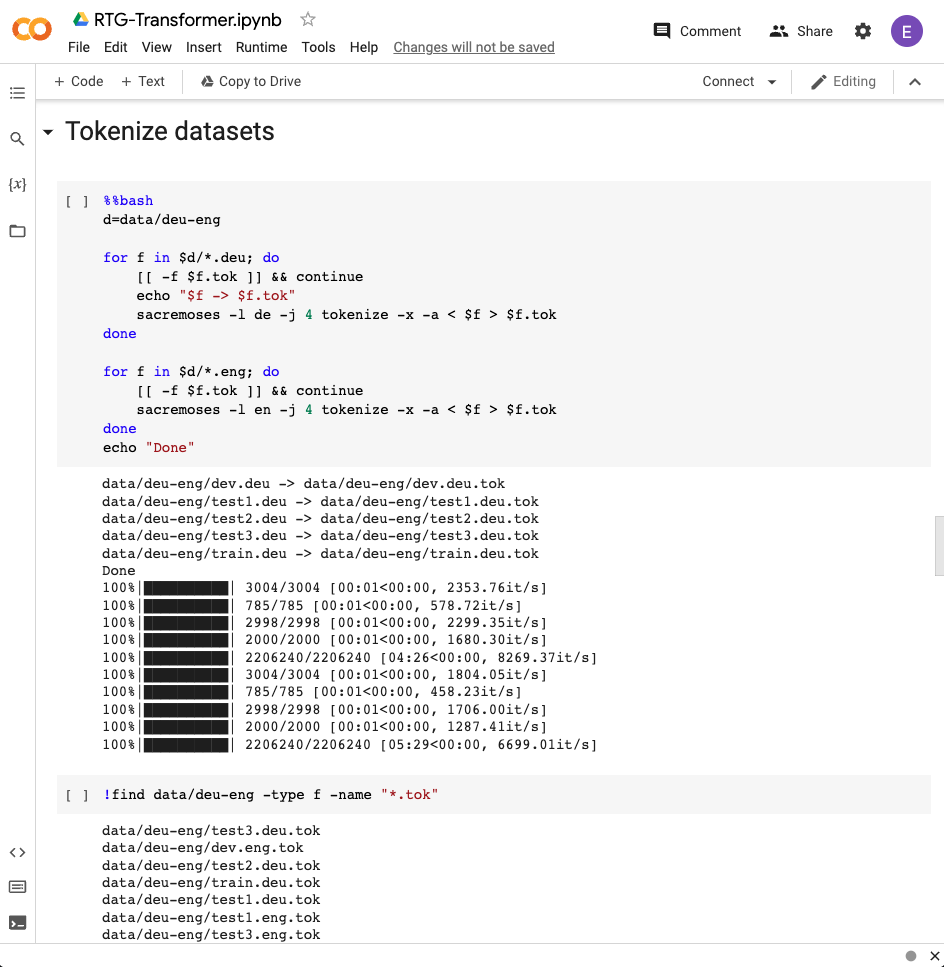 RTG-Transformer.ipynb
File Edit View Insert Runtime Tools Help Changes will not be saved
Comment Share E
+ Code + Text Copy to Drive Connect Editing
{x}
Tokenize datasets
[ ] %%bash
d=data/deu-eng
for f in $d/*.deu; do
[[ -f $f.tok ]] && continue
echo "$f -> $f.tok"
sacremoses -l de -j 4 tokenize -x -a < $f > $f.tok
done
for f in $d/*.eng; do
[[ -f $f.tok ]] && continue
sacremoses -l en -j 4 tokenize -x -a < $f > $f.tok
done
echo "Done"
data/deu-eng/dev.deu -> data/deu-eng/dev.deu.tok
data/deu-eng/test1.deu -> data/deu-eng/test1.deu.tok
data/deu-eng/test2.deu -> data/deu-eng/test2.deu.tok
data/deu-eng/test3.deu -> data/deu-eng/test3.deu.tok
data/deu-eng/train.deu -> data/deu-eng/train.deu.tok
Done
100%|██████████| 3004/3004 [00:01<00:00, 2353.76it/s]
100%|██████████| 785/785 [00:01<00:00, 578.72it/s]
100%|██████████| 2998/2998 [00:01<00:00, 2299.35it/s]
100%|██████████| 2000/2000 [00:01<00:00, 1680.30it/s]
100%|██████████| 2206240/2206240 [04:26<00:00, 8269.37it/s]
100%|██████████| 3004/3004 [00:01<00:00, 1804.05it/s]
100%|██████████| 785/785 [00:01<00:00, 458.23it/s]
100%|██████████| 2998/2998 [00:01<00:00, 1706.00it/s]
100%|██████████| 2000/2000 [00:01<00:00, 1287.41it/s]
100%|██████████| 2206240/2206240 [05:29<00:00, 6699.01it/s]
[ ] !find data/deu-eng -type f -name "*.tok"
data/deu-eng/test3.deu.tok
data/deu-eng/dev.eng.tok
data/deu-eng/test2.deu.tok
data/deu-eng/train.deu.tok
data/deu-eng/test1.deu.tok
data/deu-eng/test1.eng.tok
data/deu-eng/test3.eng.tok